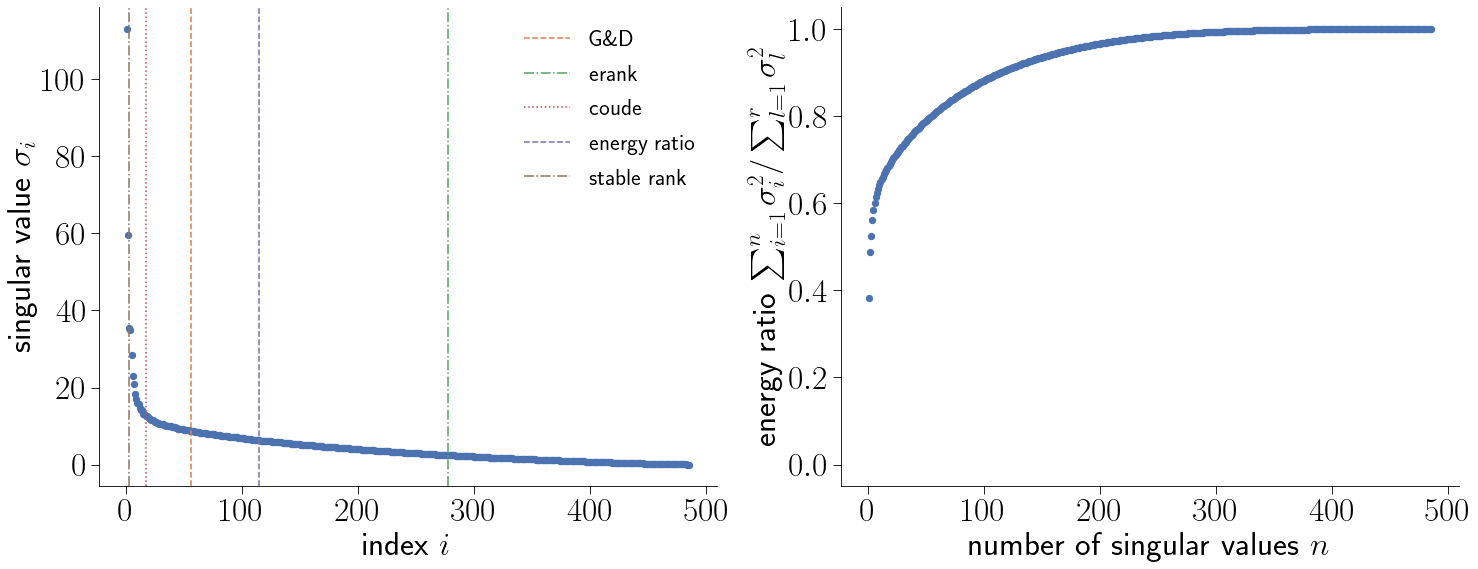 singular value σ_i
100
80
60
40
20
0
0 100 200 300 400 500
index i
G&D
erank
coude
energy ratio
stable rank
energy ratio ∑_{i=1}^{n} σ_i^2 / ∑_{l=1}^{r} σ_l^2
1.0
0.8
0.6
0.4
0.2
0.0
0 100 200 300 400 500
number of singular values n